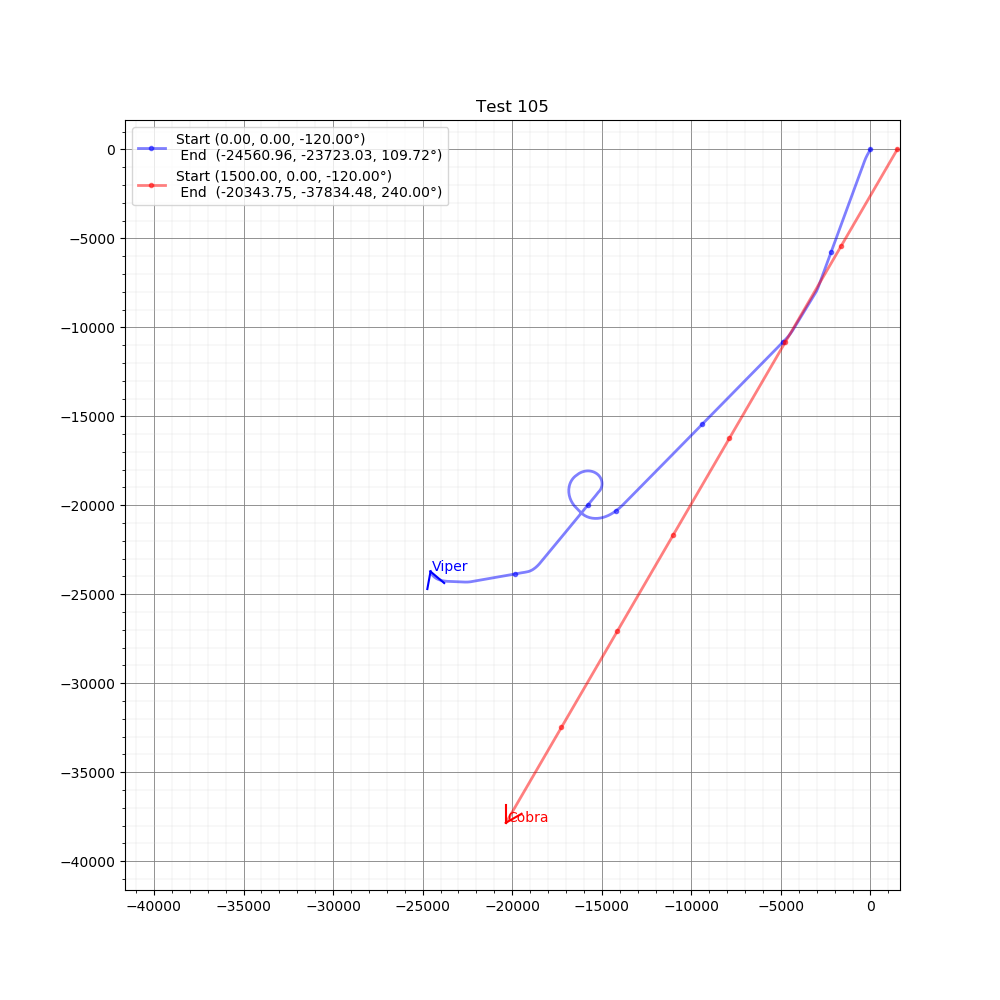 Test 105
Start (0.00, 0.00, -120.00°)
End (-24560.96, -23723.03, 109.72°)
Start (1500.00, 0.00, -120.00°)
End (-20343.75, -37834.48, 240.00°)
0
−5000
−10000
−15000
−20000
−25000
−30000
−35000
−40000
Viper
Cobra
−40000 −35000 −30000 −25000 −20000 −15000 −10000 −5000 0